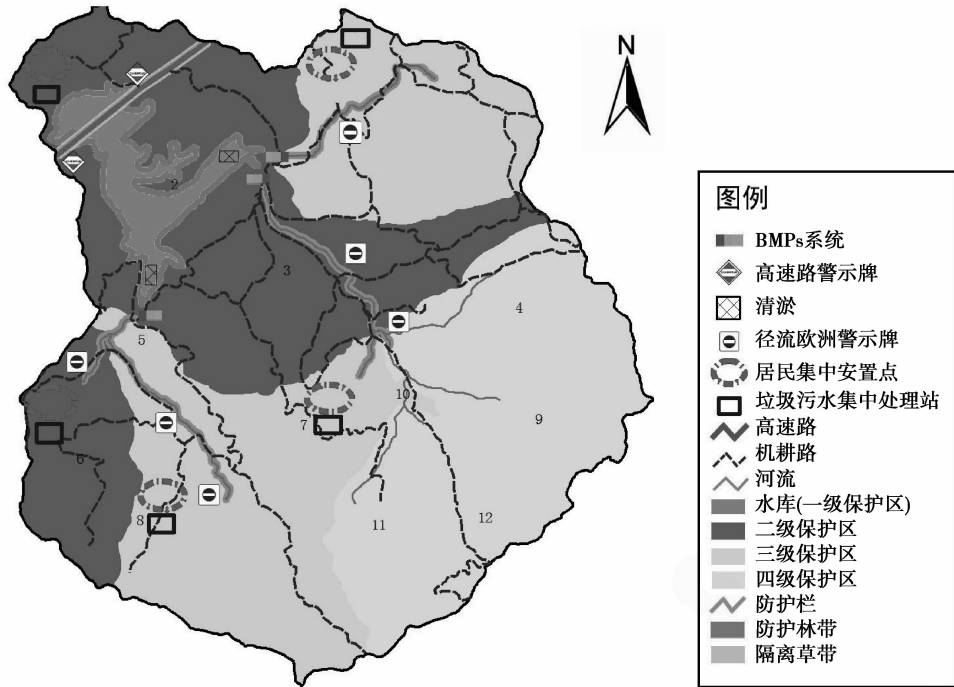 N
2
3
4
5
6
7
8
9
10
11
12
图例
BMPs系统
高速路警示牌
清淤
径流欧洲警示牌
居民集中安置点
垃圾污水集中处理站
高速路
机耕路
河流
水库(一级保护区)
二级保护区
三级保护区
四级保护区
防护栏
防护林带
隔离草带